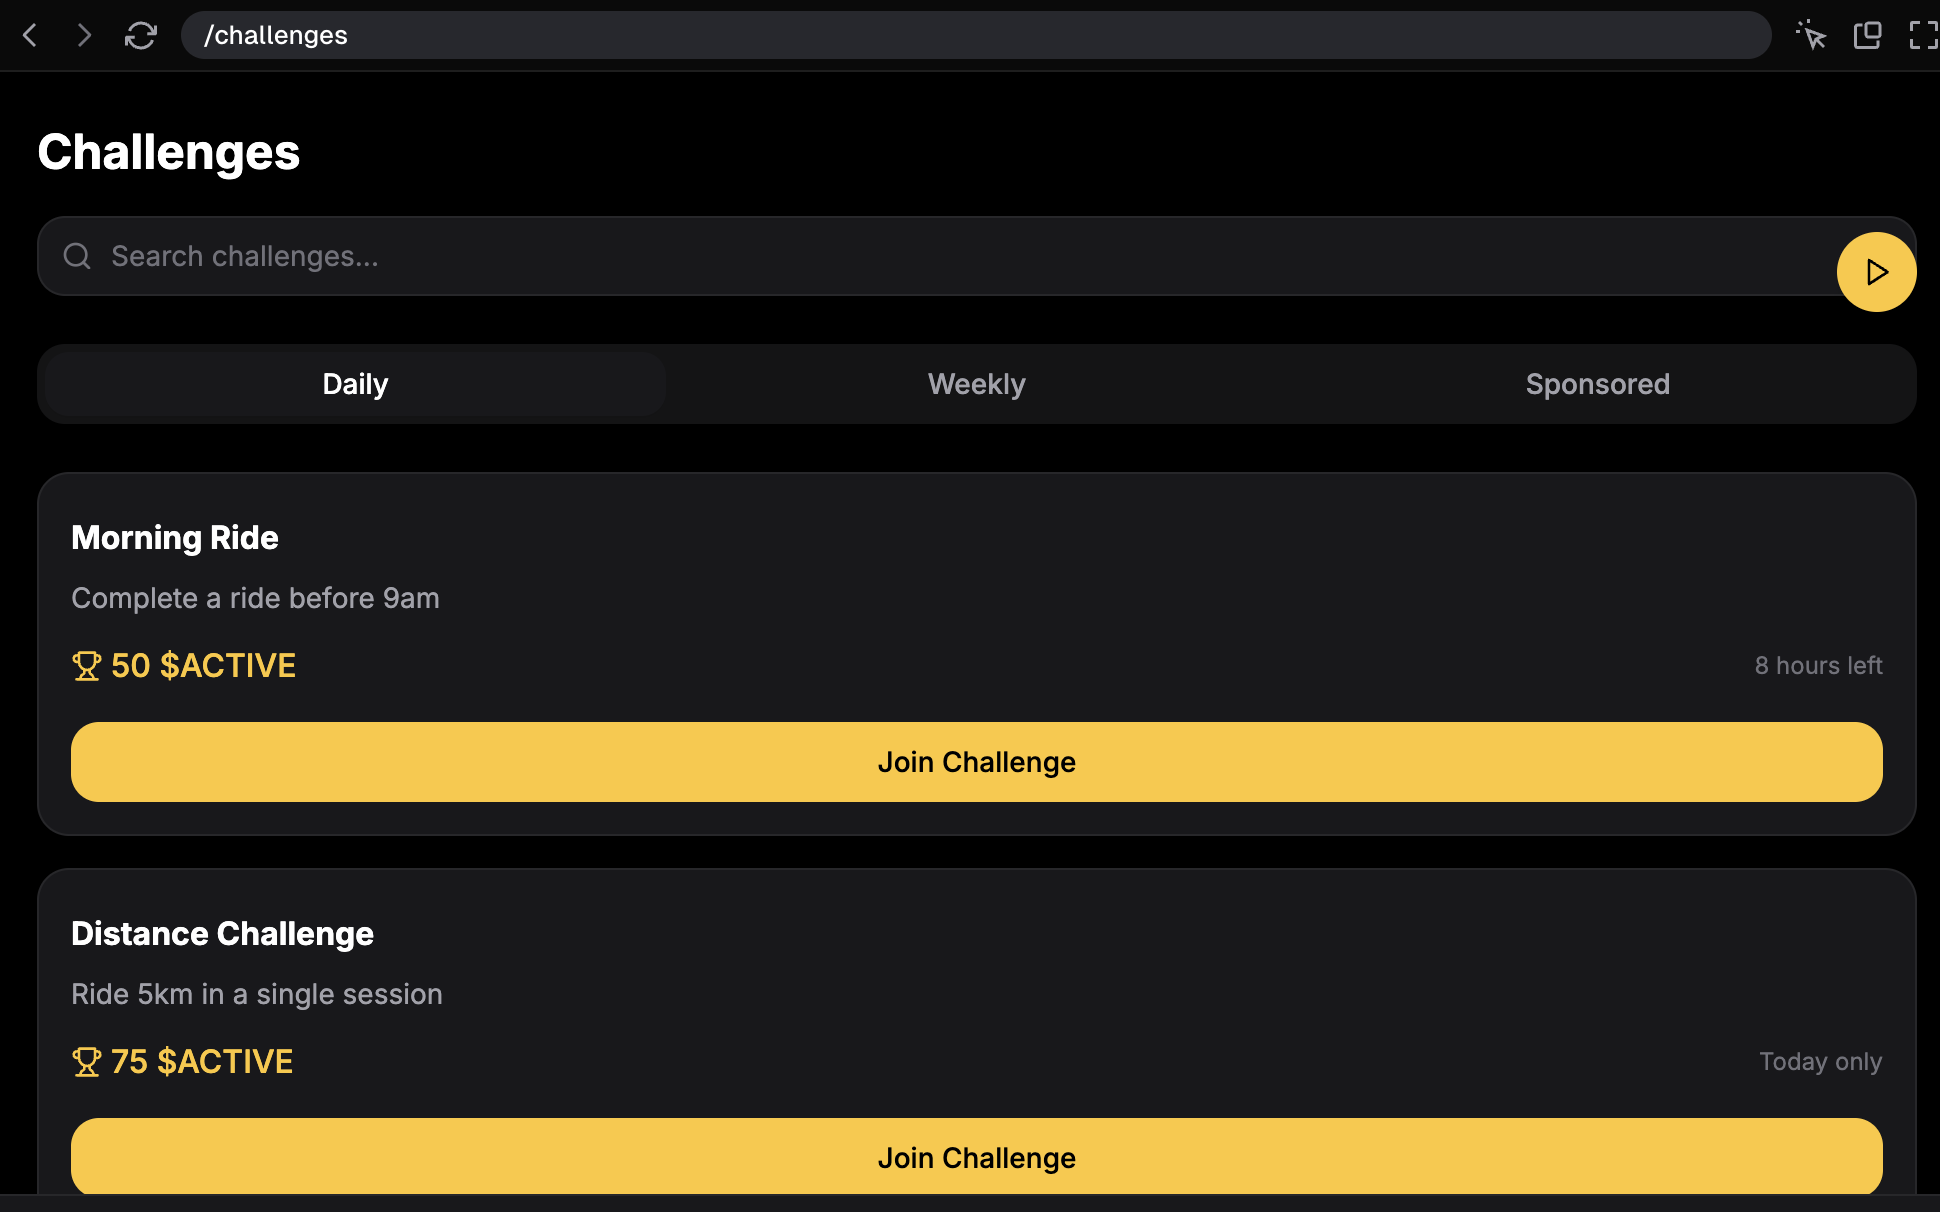 /challenges
Challenges
Search challenges...
Daily
Weekly
Sponsored
Morning Ride
Complete a ride before 9am
50 $ACTIVE
8 hours left
Join Challenge
Distance Challenge
Ride 5km in a single session
75 $ACTIVE
Today only
Join Challenge